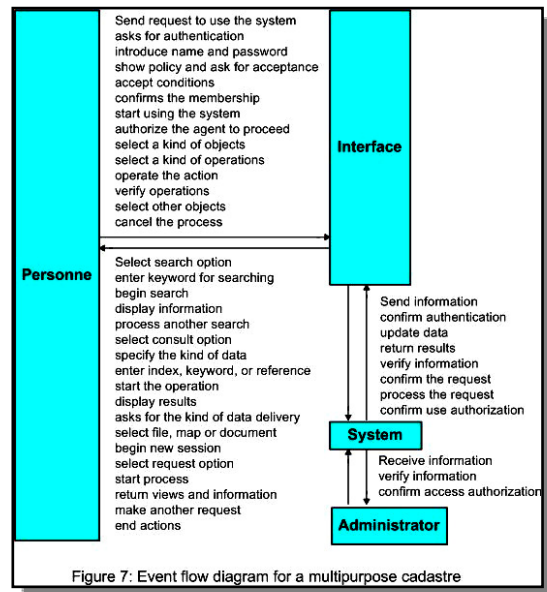 Send request to use the system
asks for authentication
introduce name and password
show policy and ask for acceptance
accept conditions
confirms the membership
start using the system
authorize the agent to proceed
select a kind of objects
select a kind of operations
operate the action
verify operations
select other objects
cancel the process
Interface
Personne
Select search option
enter keyword for searching
begin search
display information
process another search
select consult option
specify the kind of data
enter index, keyword, or reference
start the operation
display results
asks for the kind of data delivery
select file, map or document
begin new session
select request option
start process
return views and information
make another request
end actions
Send information
confirm authentication
update data
return results
verify information
confirm the request
process the request
confirm use authorization
System
Receive information
verify information
confirm access authorization
Administrator
Figure 7: Event flow diagram for a multipurpose cadastre